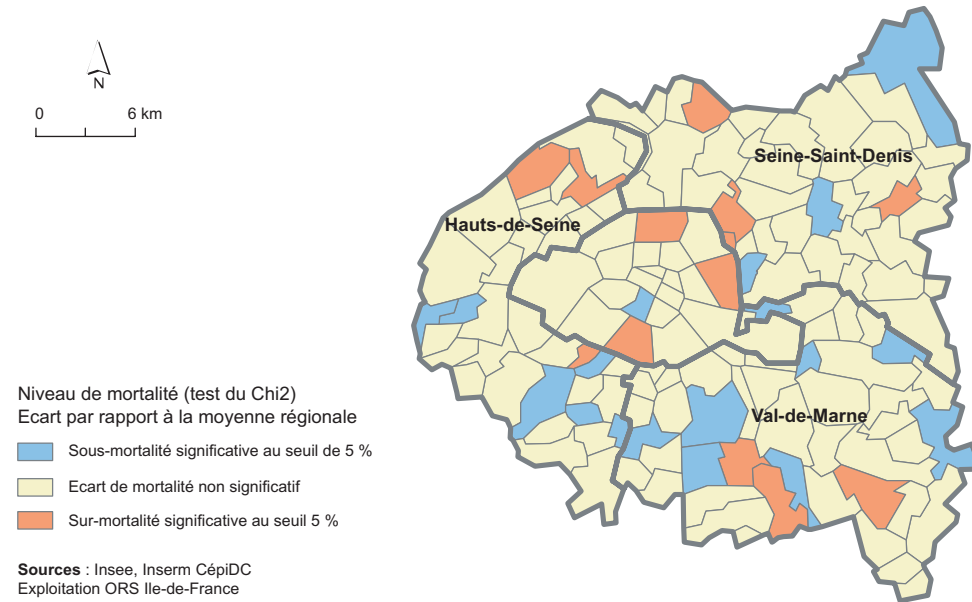 N
0 6 km
Seine-Saint-Denis
Hauts-de-Seine
Val-de-Marne
Niveau de mortalité (test du Chi2)
Ecart par rapport à la moyenne régionale
Sous-mortalité significative au seuil de 5 %
Ecart de mortalité non significatif
Sur-mortalité significative au seuil 5 %
Sources : Insee, Inserm CépiDC
Exploitation ORS Ile-de-France